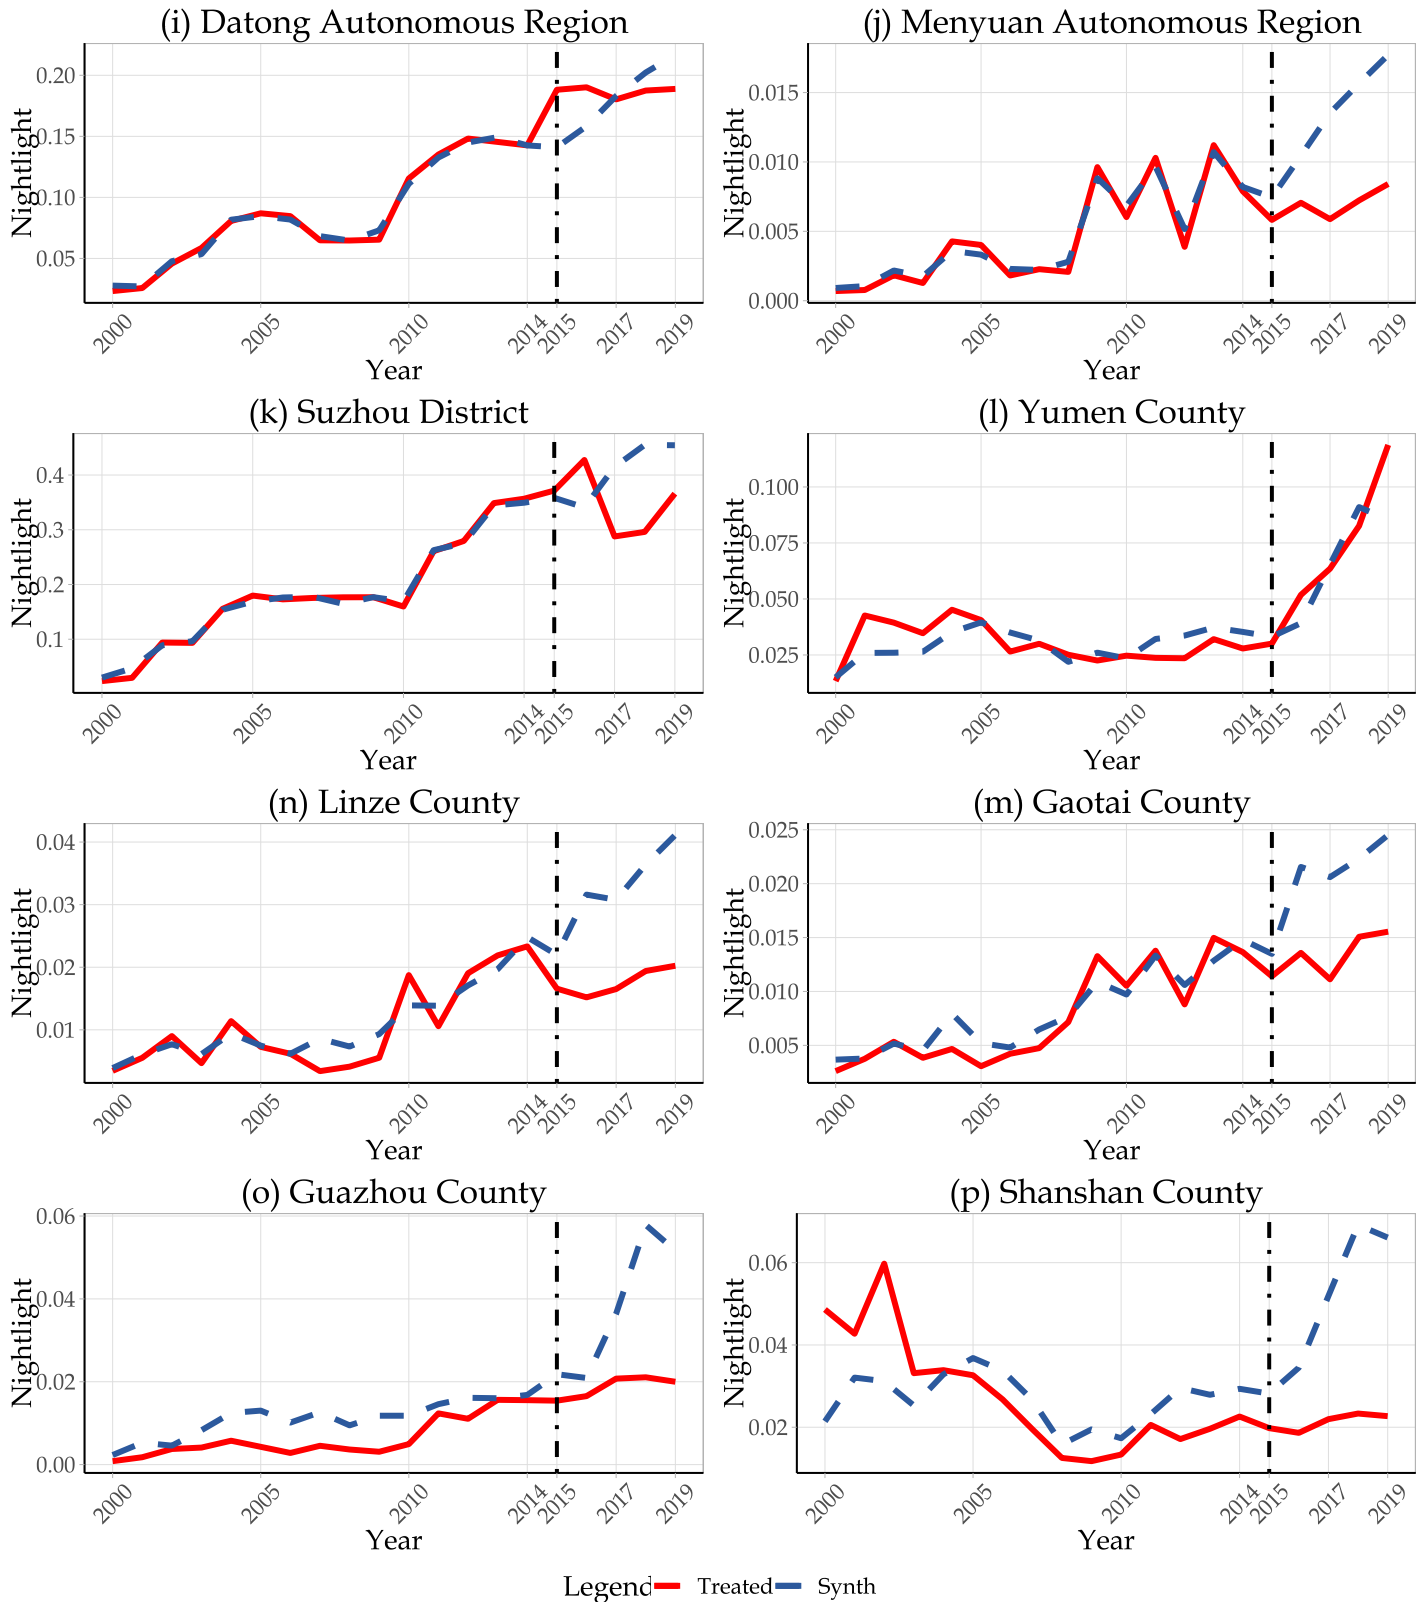 (i) Datong Autonomous Region
Nightlight
0.20
0.15
0.10
0.05
2000 2005 2010 2014 2015 2017 2019
Year
(j) Menyuan Autonomous Region
Nightlight
0.015
0.010
0.005
0.000
2000 2005 2010 2014 2015 2017 2019
Year
(k) Suzhou District
Nightlight
0.4
0.3
0.2
0.1
2000 2005 2010 2014 2015 2017 2019
Year
(l) Yumen County
Nightlight
0.100
0.075
0.050
0.025
2000 2005 2010 2014 2015 2017 2019
Year
(n) Linze County
Nightlight
0.04
0.03
0.02
0.01
2000 2005 2010 2014 2015 2017 2019
Year
(m) Gaotai County
Nightlight
0.025
0.020
0.015
0.010
0.005
2000 2005 2010 2014 2015 2017 2019
Year
(o) Guazhou County
Nightlight
0.06
0.04
0.02
0.00
2000 2005 2010 2014 2015 2017 2019
Year
(p) Shanshan County
Nightlight
0.06
0.04
0.02
2000 2005 2010 2014 2015 2017 2019
Year
Legend Treated Synth